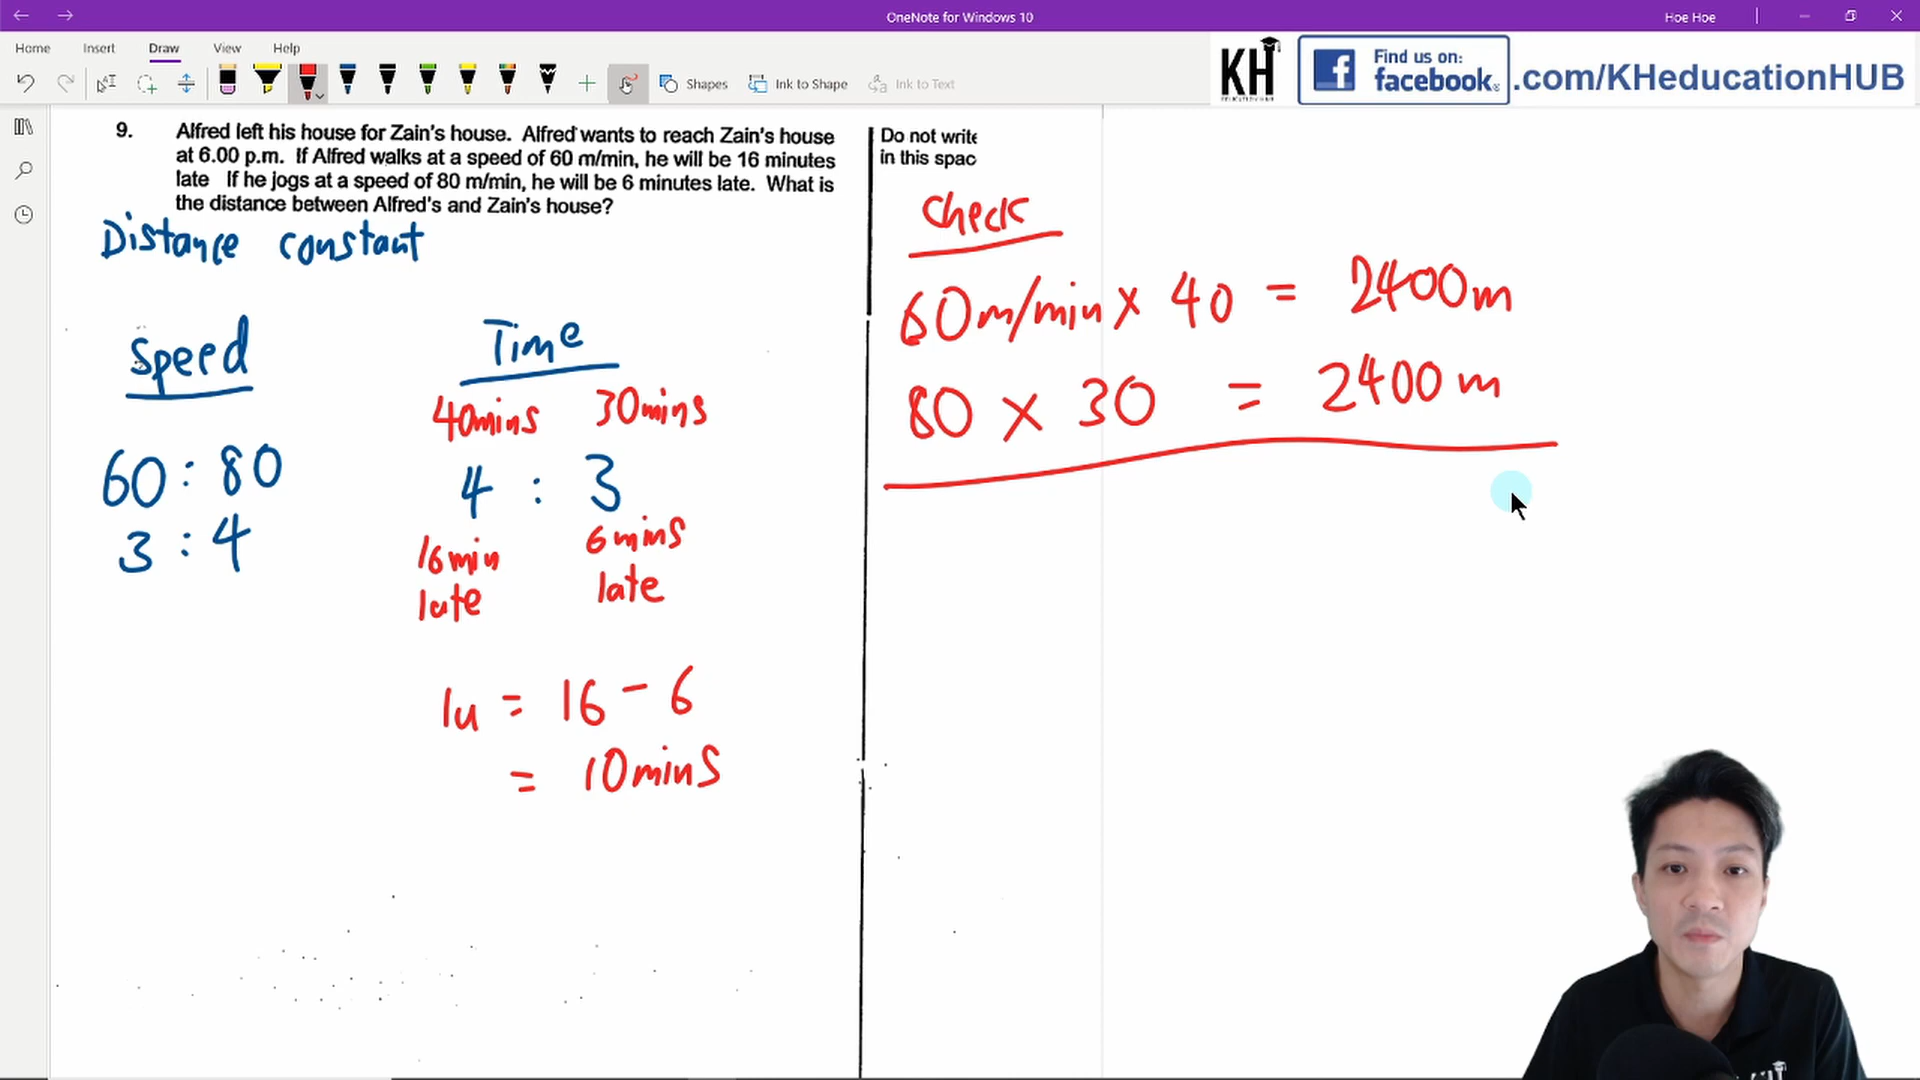 OneNote for Windows 10
Hoe Hoe
Home Insert Draw View Help
Shapes
Ink to Shape
Ink to Text
KH
Find us on:
facebook
.com/KHeducationHUB
9. Alfred left his house for Zain's house. Alfred wants to reach Zain's house
at 6.00 p.m. If Alfred walks at a speed of 60 m/min, he will be 16 minutes
late If he jogs at a speed of 80 m/min, he will be 6 minutes late. What is
the distance between Alfred's and Zain's house?
Do not write
in this spac
Distance constant
Speed
60 : 80
3 : 4
Time
40mins 30mins
4 : 3
16min 6mins
late late
1u = 16 - 6
= 10mins
Check
60m/min x 40 = 2400m
80 x 30 = 2400m